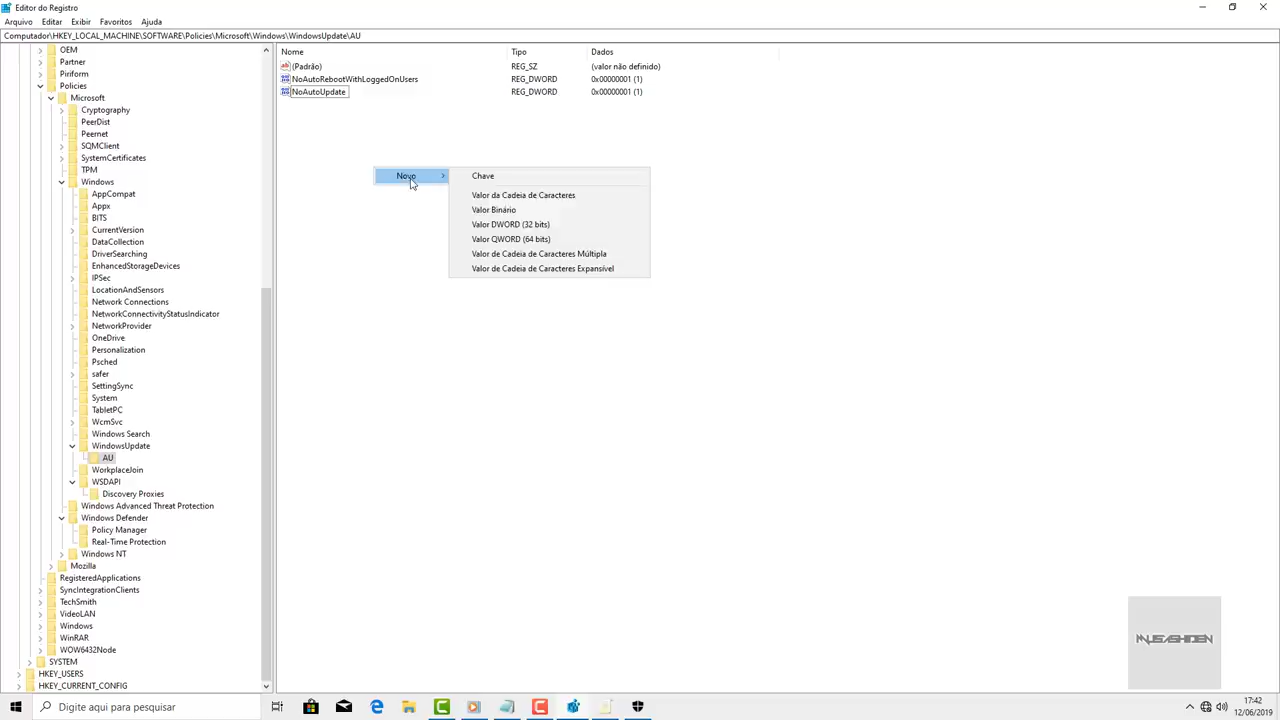 Editor do Registro
Arquivo Editar Exibir Favoritos Ajuda
Computador\HKEY_LOCAL_MACHINE\SOFTWARE\Policies\Microsoft\Windows\WindowsUpdate\AU
OEM
Partner
Piriform
Policies
Microsoft
Cryptography
PeerDist
Peernet
SQMClient
SystemCertificates
TPM
Windows
AppCompat
Appx
BITS
CurrentVersion
DataCollection
DriverSearching
EnhancedStorageDevices
IPSec
LocationAndSensors
Network Connections
NetworkConnectivityStatusIndicator
NetworkProvider
OneDrive
Personalization
Psched
safer
SettingSync
System
TabletPC
WcmSvc
Windows Search
WindowsUpdate
AU
WorkplaceJoin
WSDAPI
Discovery Proxies
Windows Advanced Threat Protection
Windows Defender
Policy Manager
Real-Time Protection
Windows NT
Mozilla
RegisteredApplications
SyncIntegrationClients
TechSmith
VideoLAN
Windows
WinRAR
WOW6432Node
SYSTEM
HKEY_USERS
HKEY_CURRENT_CONFIG
Nome Tipo Dados
(Padrão) REG_SZ (valor não definido)
NoAutoRebootWithLoggedOnUsers REG_DWORD 0x00000001 (1)
NoAutoUpdate REG_DWORD 0x00000001 (1)
Novo
Chave
Valor da Cadeia de Caracteres
Valor Binário
Valor DWORD (32 bits)
Valor QWORD (64 bits)
Valor de Cadeia de Caracteres Múltipla
Valor de Cadeia de Caracteres Expansível
MUSASHIDEN
Digite aqui para pesquisar
17:42
12/06/2019